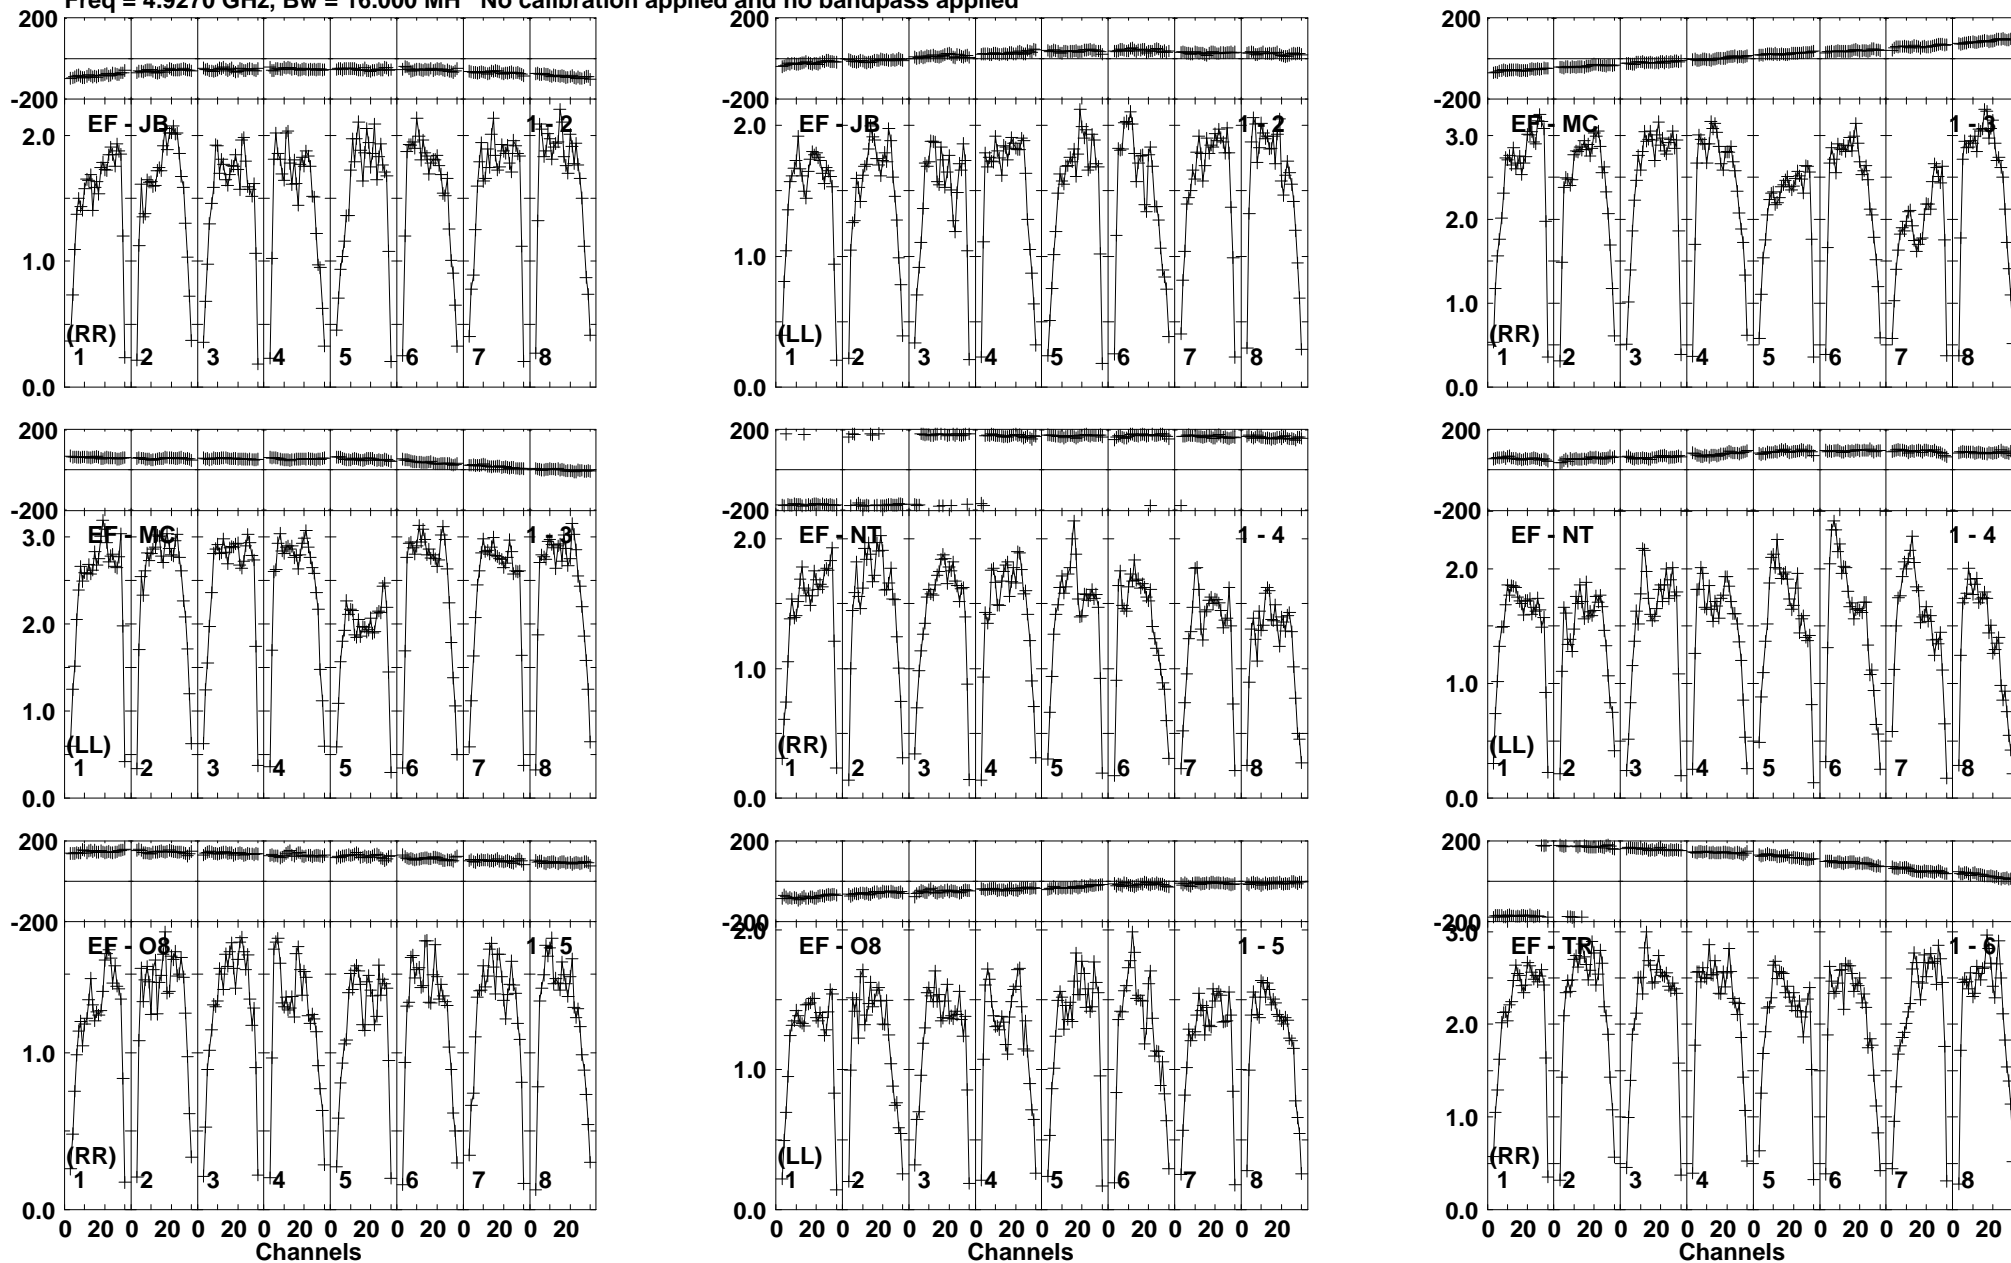 Freq = 4.9270 GHz, Bw = 16.000 MH No calibration applied and no bandpass applied
200 200 200
-200 -200 -200
EF - JB 1 - 2 EF - JB 1 - 2 EF - MC 1 - 3
2.0 2.0 3.0
2.0
1.0 1.0 1.0
(RR) (LL) (RR)
1 2 3 4 5 6 7 8 1 2 3 4 5 6 7 8 1 2 3 4 5 6 7 8
0.0 0.0 0.0
200 200 200
-200 -200 -200
EF - MC 1 - 3 EF - NT 1 - 4 EF - NT 1 - 4
3.0 2.0 2.0
2.0
1.0 1.0 1.0
(LL) (RR) (LL)
1 2 3 4 5 6 7 8 1 2 3 4 5 6 7 8 1 2 3 4 5 6 7 8
0.0 0.0 0.0
200 200 200
-200 -200 -200
2.0 3.0
EF - O8 1 - 5 EF - O8 1 - 5 EF - TR 1 - 6
2.0
1.0 1.0 1.0
(RR) (LL) (RR)
1 2 3 4 5 6 7 8 1 2 3 4 5 6 7 8 1 2 3 4 5 6 7 8
0.0 0.0 0.0
0 20 0 20 0 20 0 20 0 20 0 20 0 20 0 20 0 20 0 20 0 20 0 20 0 20 0 20 0 20 0 20 0 20 0 20 0 20 0 20 0 20 0 20 0 20 0 20
Channels Channels